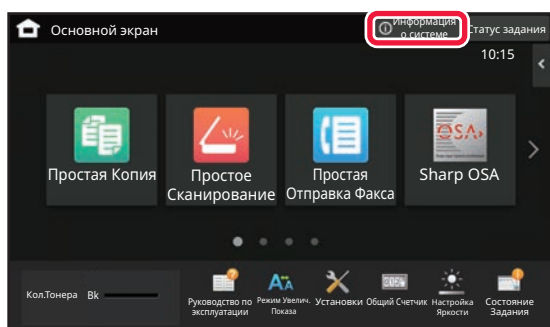 Основной экран
Информация
о системе
Статус задания
10:15
Простая Копия
Простое
Сканирование
Простая
Отправка Факса
OSA
Sharp OSA
Кол.Тонера Bk
Руководство по
эксплуатации
Режим Увелич.
Показа
Установки
Общий Счетчик
Настройка
Яркости
Состояние
Задания